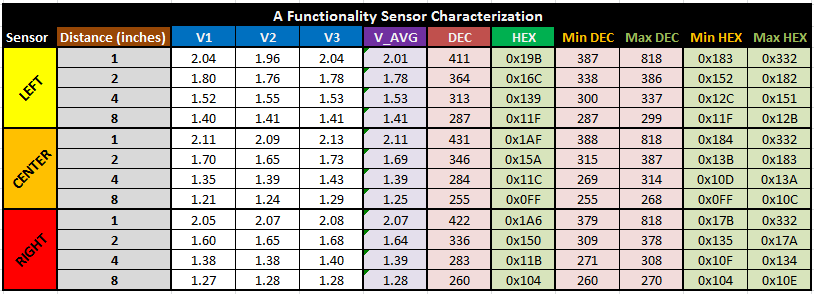 A Functionality Sensor Characterization
Sensor Distance (inches) V1 V2 V3 V_AVG DEC HEX Min DEC Max DEC Min HEX Max HEX
LEFT
1 2.04 1.96 2.04 2.01 411 0x19B 387 818 0x183 0x332
2 1.80 1.76 1.78 1.78 364 0x16C 338 386 0x152 0x182
4 1.52 1.55 1.53 1.53 313 0x139 300 337 0x12C 0x151
8 1.40 1.41 1.41 1.41 287 0x11F 287 299 0x11F 0x12B
CENTER
1 2.11 2.09 2.13 2.11 431 0x1AF 388 818 0x184 0x332
2 1.70 1.65 1.73 1.69 346 0x15A 315 387 0x13B 0x183
4 1.35 1.39 1.43 1.39 284 0x11C 269 314 0x10D 0x13A
8 1.21 1.24 1.29 1.25 255 0x0FF 255 268 0x0FF 0x10C
RIGHT
1 2.05 2.07 2.08 2.07 422 0x1A6 379 818 0x17B 0x332
2 1.60 1.65 1.68 1.64 336 0x150 309 378 0x135 0x17A
4 1.38 1.38 1.40 1.39 283 0x11B 271 308 0x10F 0x134
8 1.27 1.28 1.28 1.28 260 0x104 260 270 0x104 0x10E